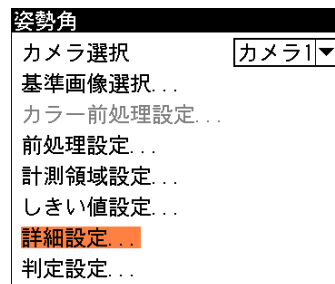 姿勢角
カメラ選択 カメラ1▼
基準画像選択...
カラー前処理設定...
前処理設定...
計測領域設定...
しきい値設定...
詳細設定...
判定設定...